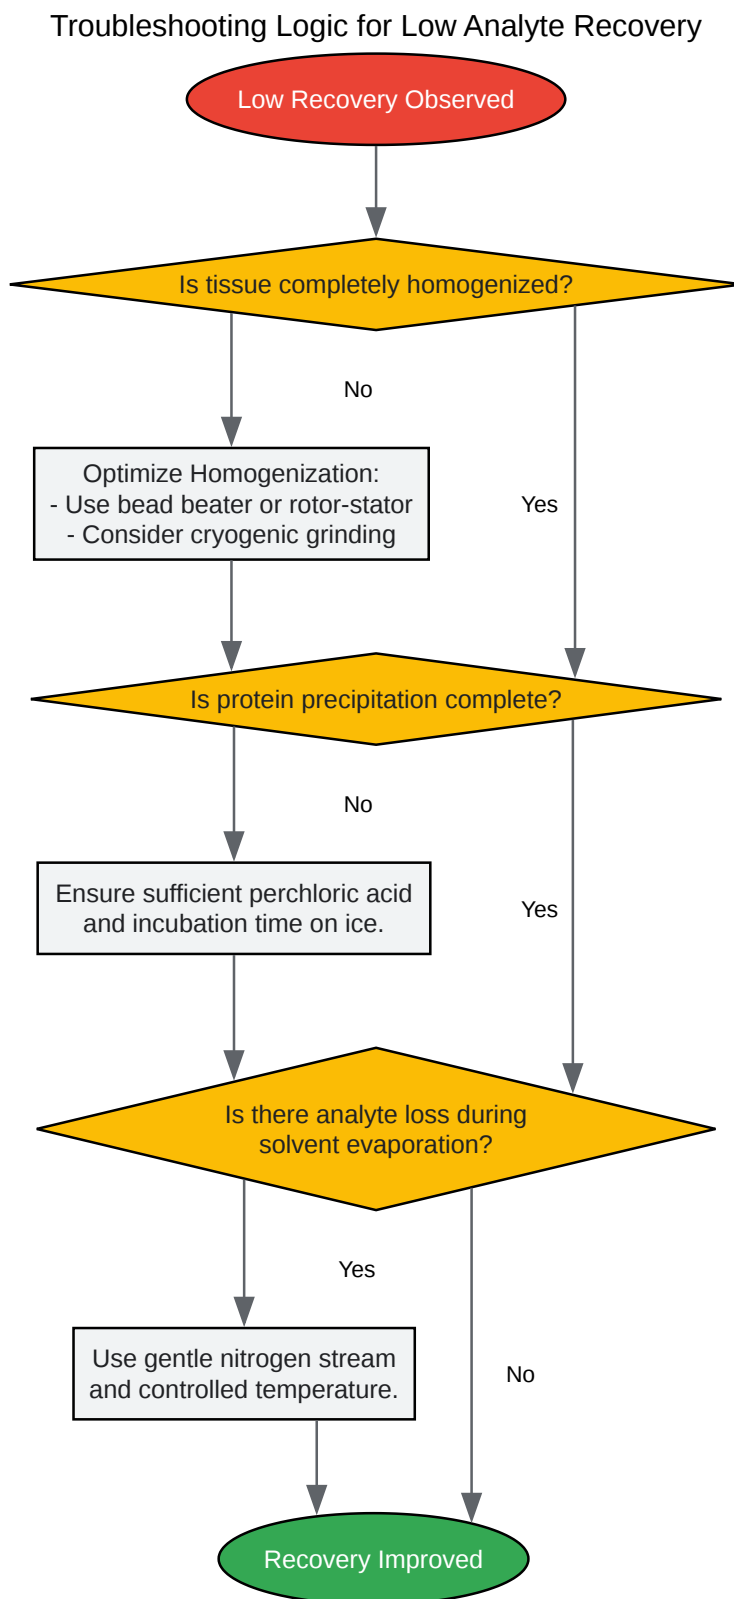 Troubleshooting Logic for Low Analyte Recovery
Low Recovery Observed
Is tissue completely homogenized?
No
Optimize Homogenization:
- Use bead beater or rotor-stator
- Consider cryogenic grinding
Yes
Is protein precipitation complete?
No
Ensure sufficient perchloric acid
and incubation time on ice.
Yes
Is there analyte loss during
solvent evaporation?
Yes
Use gentle nitrogen stream
and controlled temperature.
No
Recovery Improved